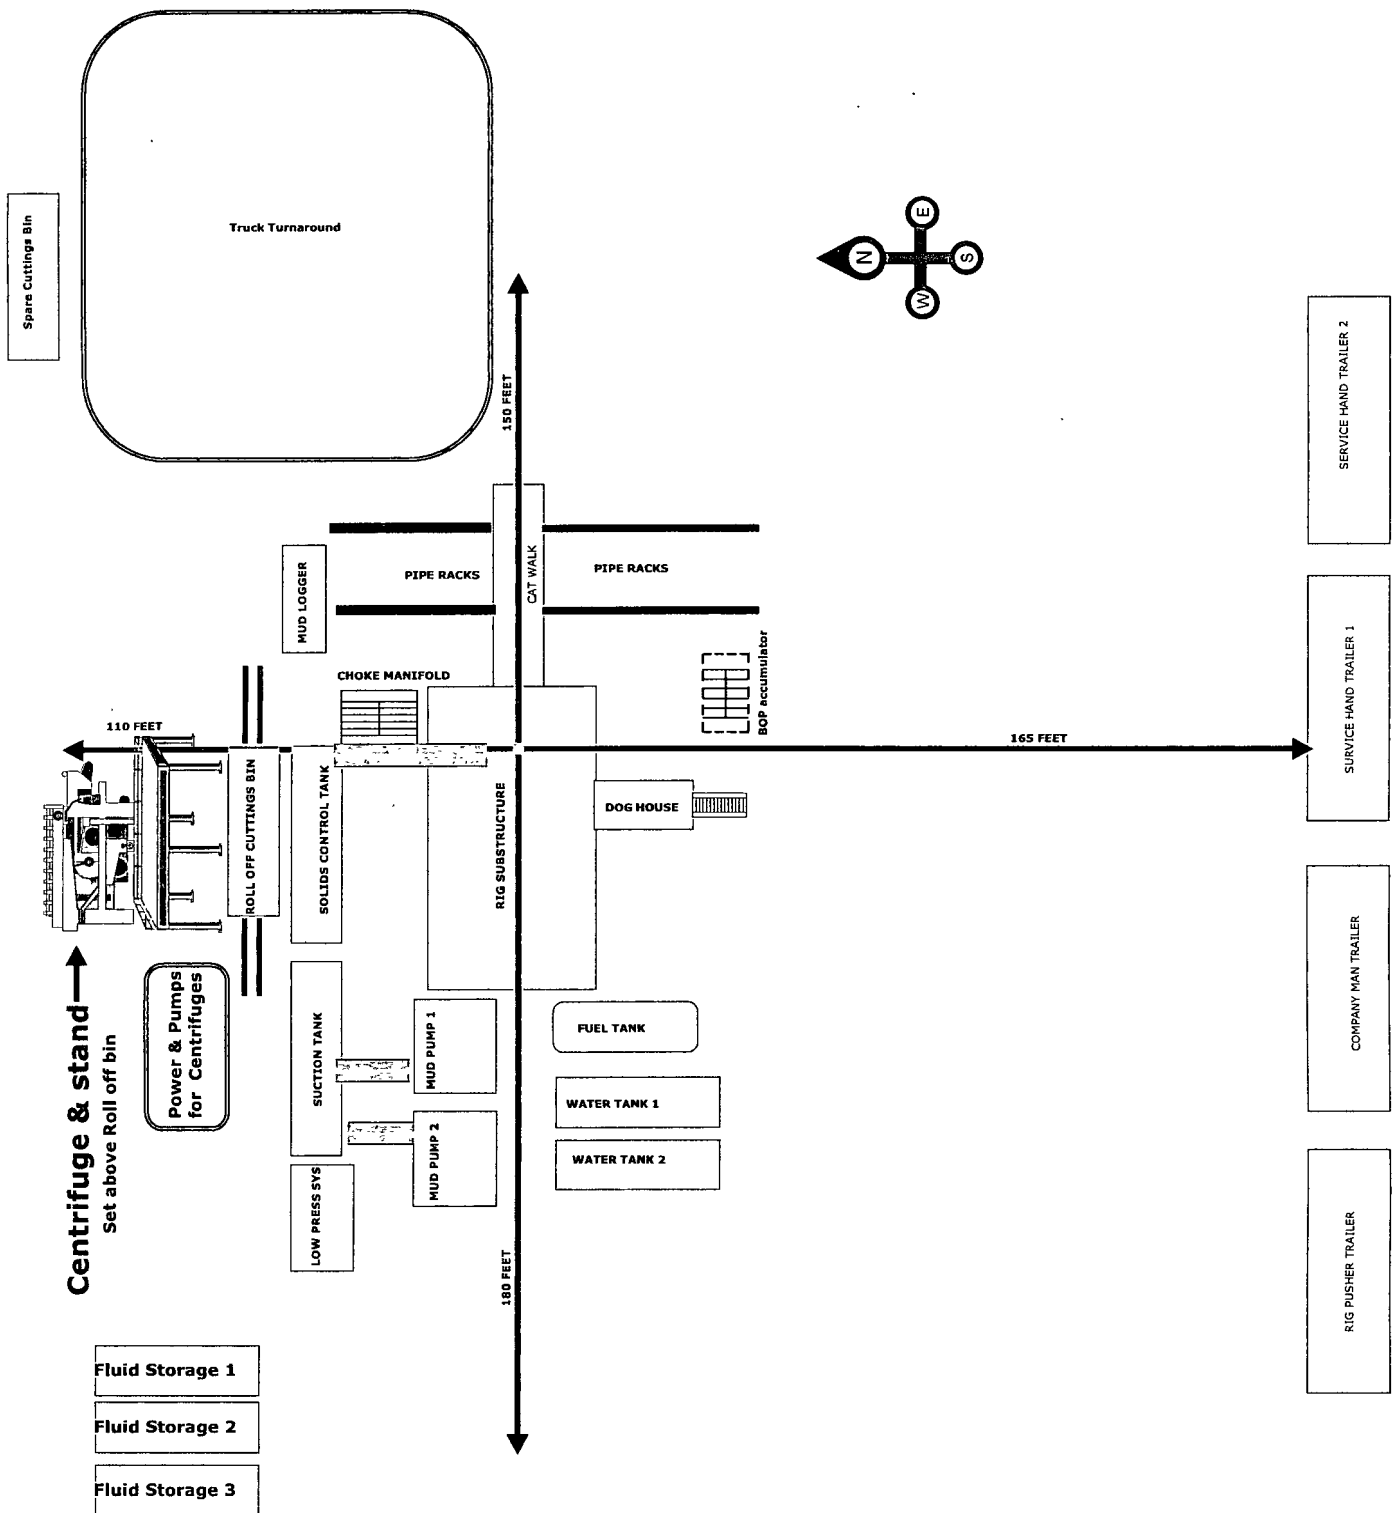 Truck Turnaround
Spare Cuttings Bin
N
E
S
W
150 FEET
SERVICE HAND TRAILER 2
MUD LOGGER
PIPE RACKS
CAT WALK
PIPE RACKS
CHOKE MANIFOLD
BOP accumulator
SURVICE HAND TRAILER 1
110 FEET
165 FEET
ROLL OFF CUTTINGS BIN
SOLIDS CONTROL TANK
RIG SUBSTRUCTURE
DOG HOUSE
Centrifuge & stand
Set above Roll off bin
Power & Pumps
for Centrifuges
SUCTION TANK
MUD PUMP 1
FUEL TANK
COMPANY MAN TRAILER
WATER TANK 1
MUD PUMP 2
WATER TANK 2
LOW PRESS SYS
180 FEET
RIG PUSHER TRAILER
Fluid Storage 1
Fluid Storage 2
Fluid Storage 3